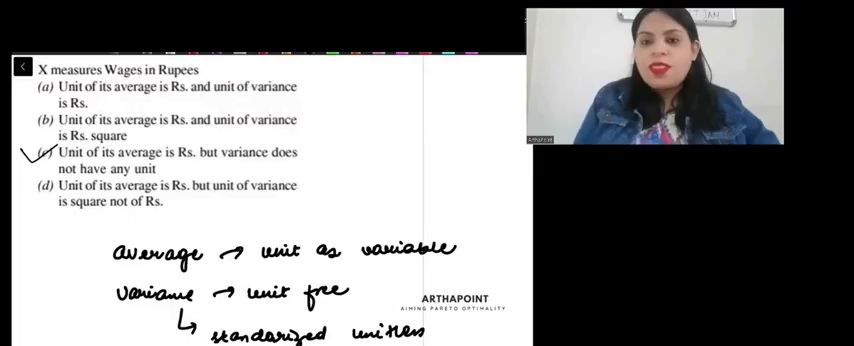 X measures Wages in Rupees
(a) Unit of its average is Rs. and unit of variance
is Rs.
(b) Unit of its average is Rs. and unit of variance
is Rs. square
(c) Unit of its average is Rs. but variance does
not have any unit
(d) Unit of its average is Rs. but unit of variance
is square not of Rs.
average → unit as variable
variance → unit free
↳ standarized unitless
ARTHAPOINT
AIMING PARETO OPTIMALITY